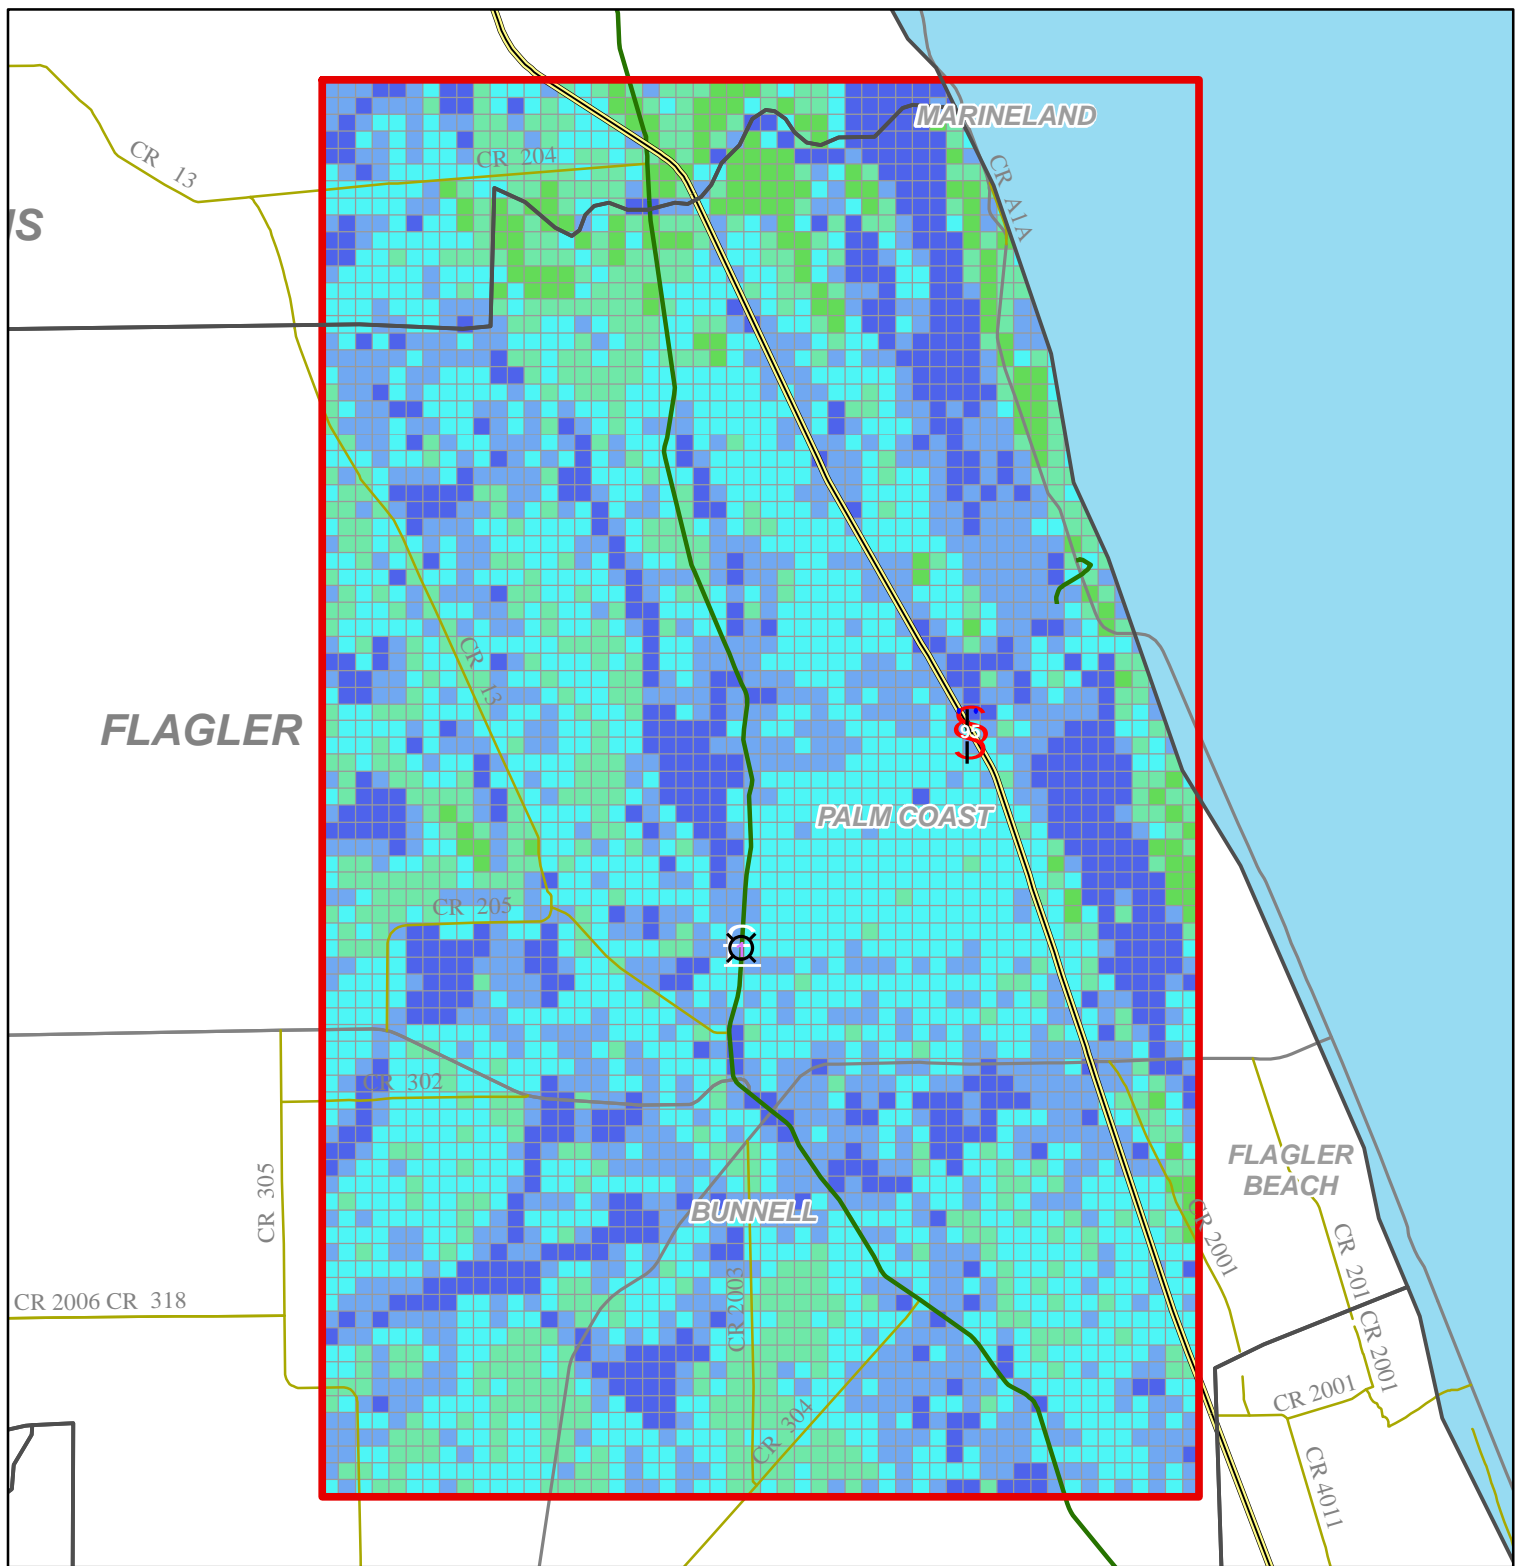 MARINELAND
CR 13
CR 204
CR A1A
IS
CR 13
FLAGLER
95
PALM COAST
CR 205
CR 302
FLAGLER
BEACH
CR 305
BUNNELL
CR 2001
CR 201
CR 2003
CR 2006 CR 318
CR 2001
CR 2001
CR 304
CR 4011